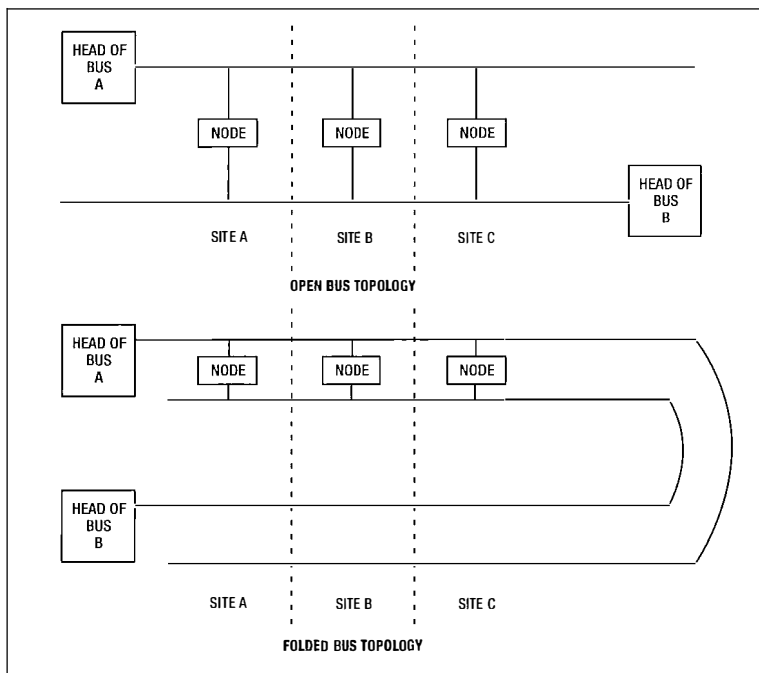 HEAD OF
BUS
A
NODE
NODE
NODE
HEAD OF
BUS
B
SITE A
SITE B
SITE C
OPEN BUS TOPOLOGY
HEAD OF
BUS
A
NODE
NODE
NODE
HEAD OF
BUS
B
SITE A
SITE B
SITE C
FOLDED BUS TOPOLOGY